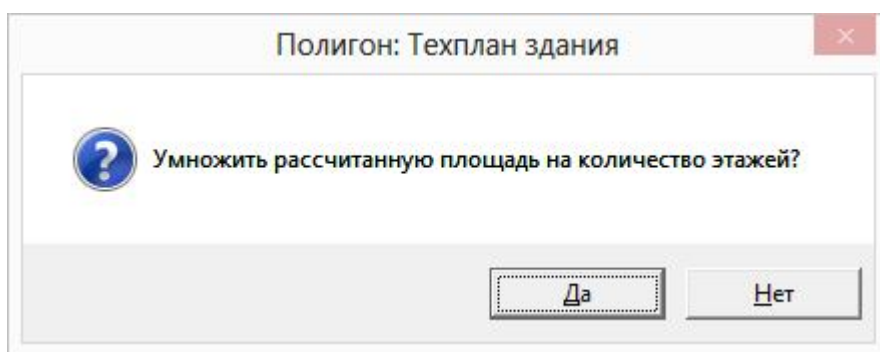 Полигон: Техплан здания
Умножить рассчитанную площадь на количество этажей?
Да
Нет